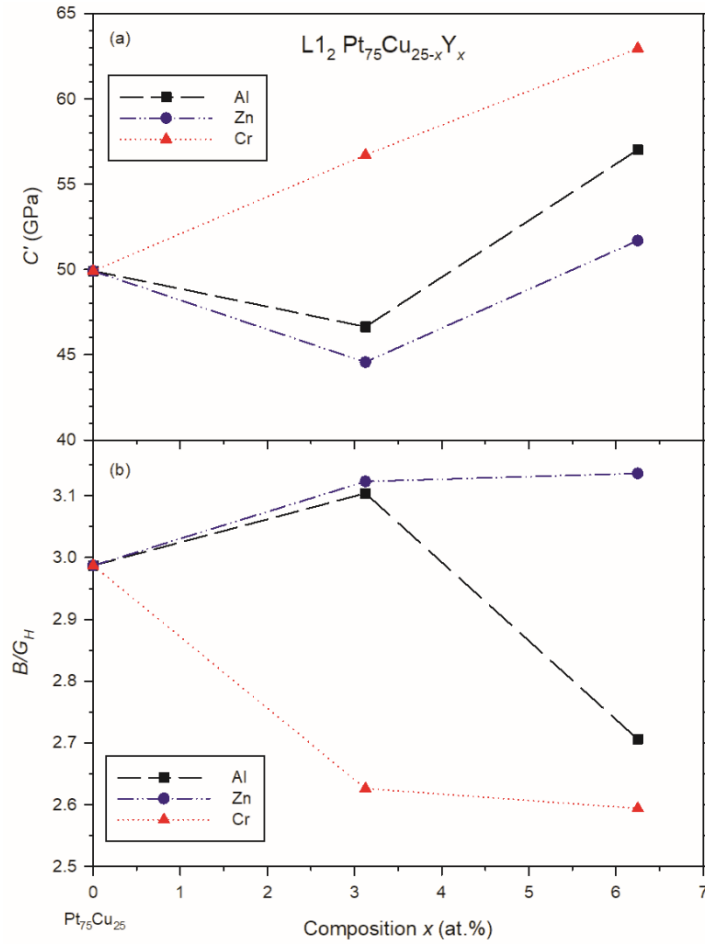 65
(a)
L1₂ Pt₇₅Cu₂₅₋ₓYₓ
Al
Zn
Cr
60
55
50
45
40
C' (GPa)
(b)
3.1
3.0
2.9
2.8
2.7
2.6
2.5
B/G_H
Al
Zn
Cr
0 1 2 3 4 5 6 7
Pt₇₅Cu₂₅
Composition x (at.%)